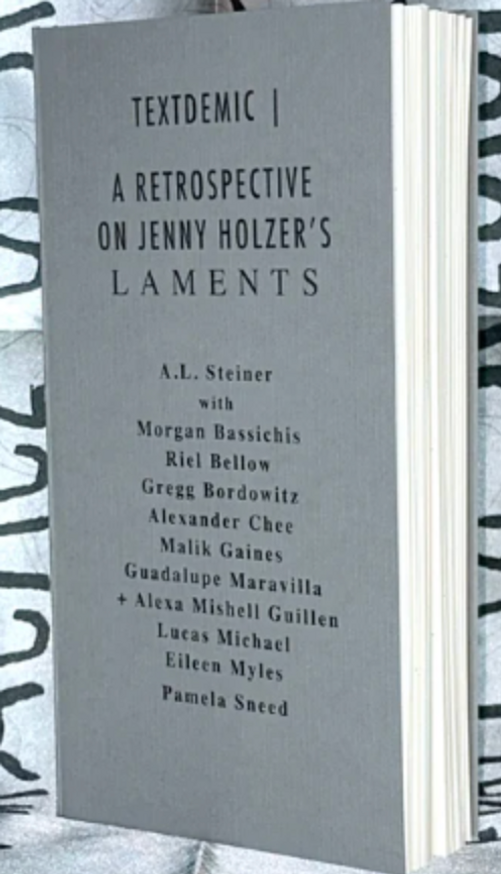 TEXTDEMIC |
A RETROSPECTIVE
ON JENNY HOLZER'S
LAMENTS
A.L. Steiner
with
Morgan Bassichis
Riel Bellow
Gregg Bordowitz
Alexander Chee
Malik Gaines
Guadalupe Maravilla
+ Alexa Mishell Guillen
Lucas Michael
Eileen Myles
Pamela Sneed